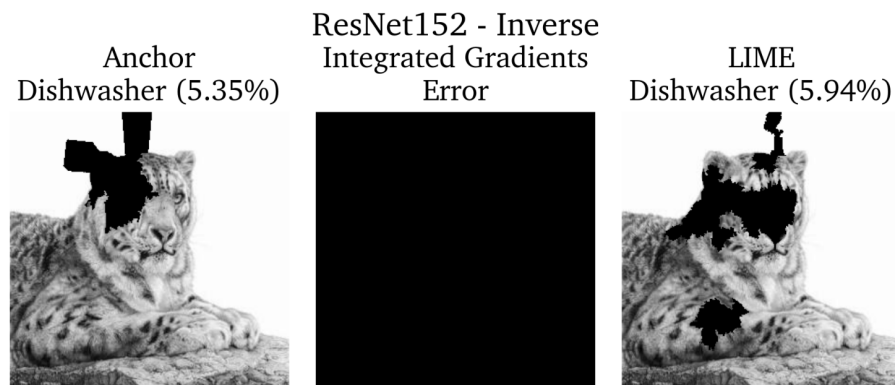 ResNet152 - Inverse
Anchor
Dishwasher (5.35%)
Integrated Gradients
Error
LIME
Dishwasher (5.94%)